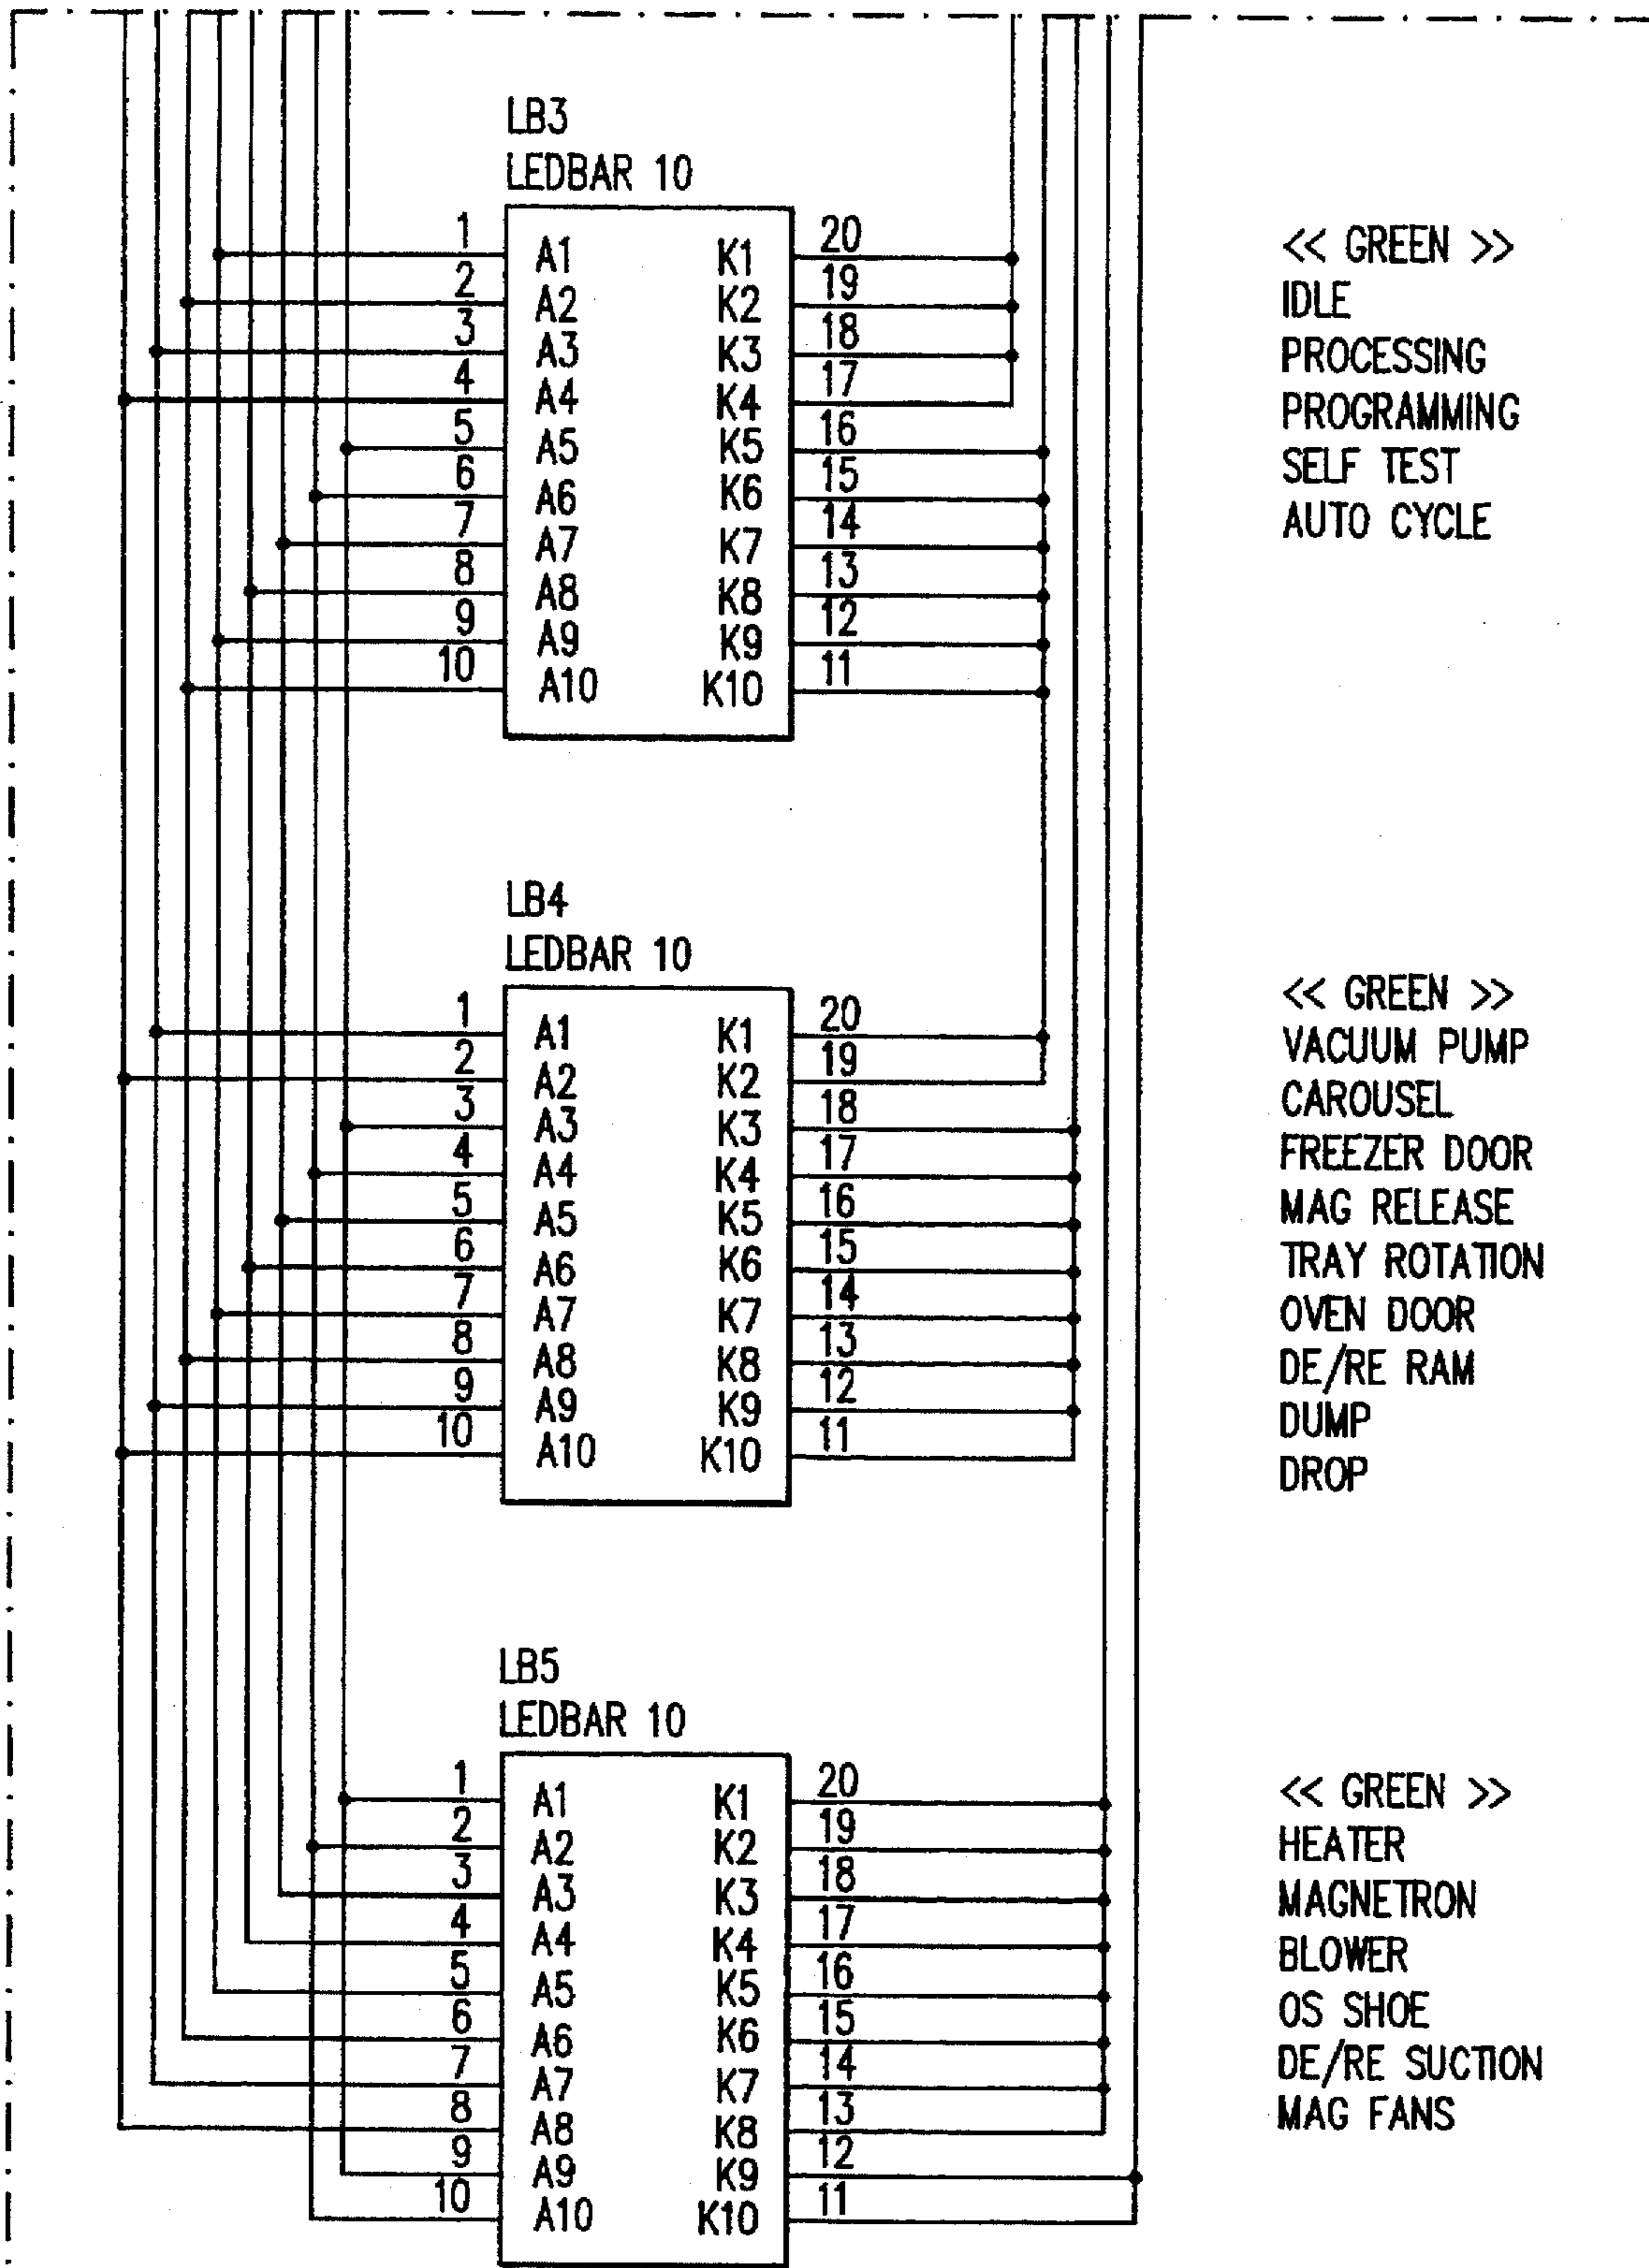 LB3
LEDBAR 10
1 A1 K1 20
2 A2 K2 19
3 A3 K3 18
4 A4 K4 17
5 A5 K5 16
6 A6 K6 15
7 A7 K7 14
8 A8 K8 13
9 A9 K9 12
10 A10 K10 11
<< GREEN >>
IDLE
PROCESSING
PROGRAMMING
SELF TEST
AUTO CYCLE
LB4
LEDBAR 10
1 A1 K1 20
2 A2 K2 19
3 A3 K3 18
4 A4 K4 17
5 A5 K5 16
6 A6 K6 15
7 A7 K7 14
8 A8 K8 13
9 A9 K9 12
10 A10 K10 11
<< GREEN >>
VACUUM PUMP
CAROUSEL
FREEZER DOOR
MAG RELEASE
TRAY ROTATION
OVEN DOOR
DE/RE RAM
DUMP
DROP
LB5
LEDBAR 10
1 A1 K1 20
2 A2 K2 19
3 A3 K3 18
4 A4 K4 17
5 A5 K5 16
6 A6 K6 15
7 A7 K7 14
8 A8 K8 13
9 A9 K9 12
10 A10 K10 11
<< GREEN >>
HEATER
MAGNETRON
BLOWER
OS SHOE
DE/RE SUCTION
MAG FANS